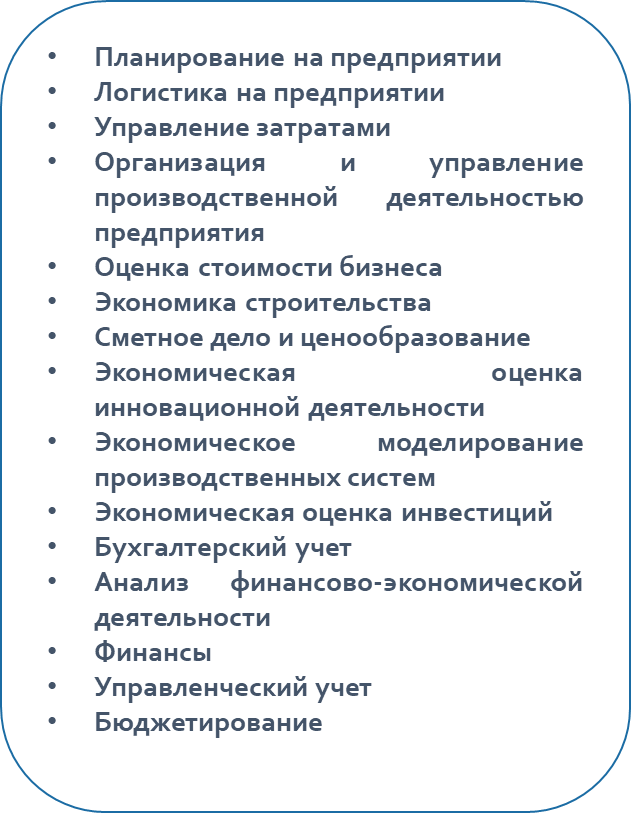 • Планирование на предприятии
• Логистика на предприятии
• Управление затратами
• Организация и управление
производственной деятельностью
предприятия
• Оценка стоимости бизнеса
• Экономика строительства
• Сметное дело и ценообразование
• Экономическая оценка
инновационной деятельности
• Экономическое моделирование
производственных систем
• Экономическая оценка инвестиций
• Бухгалтерский учет
• Анализ финансово-экономической
деятельности
• Финансы
• Управленческий учет
• Бюджетирование